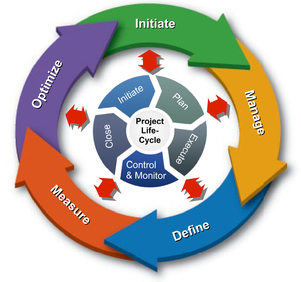 Initiate
Manage
Define
Measure
Optimize
Initiate
Plan
Execute
Control
& Monitor
Close
Project
Life-
Cycle